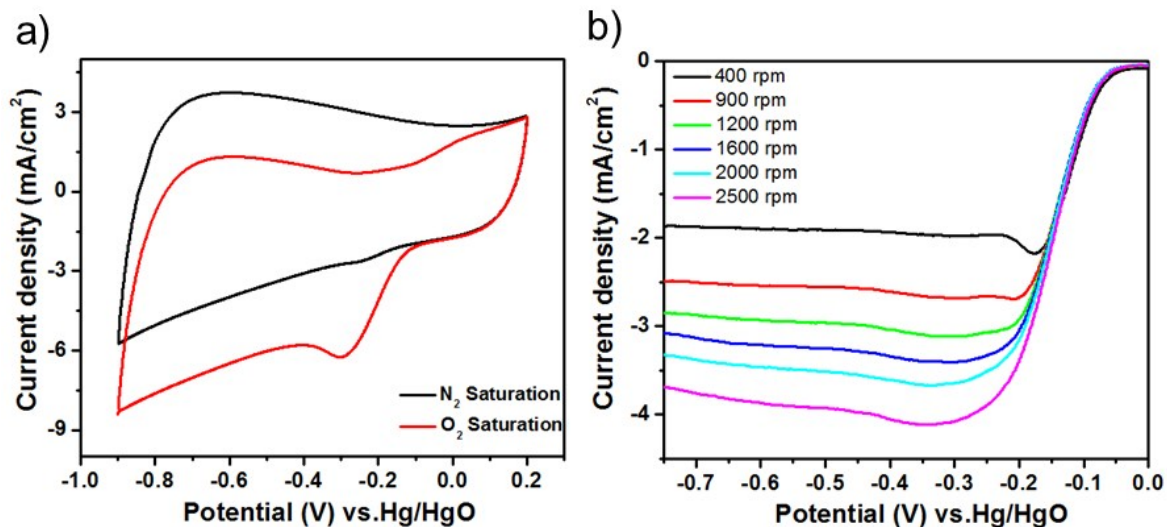 a)
Current density (mA/cm²)
3
0
-3
-6
-9
N₂ Saturation
O₂ Saturation
-1.0 -0.8 -0.6 -0.4 -0.2 0.0 0.2
Potential (V) vs.Hg/HgO
b)
Current density (mA/cm²)
0
-1
-2
-3
-4
400 rpm
900 rpm
1200 rpm
1600 rpm
2000 rpm
2500 rpm
-0.7 -0.6 -0.5 -0.4 -0.3 -0.2 -0.1 0.0
Potential (V) vs.Hg/HgO